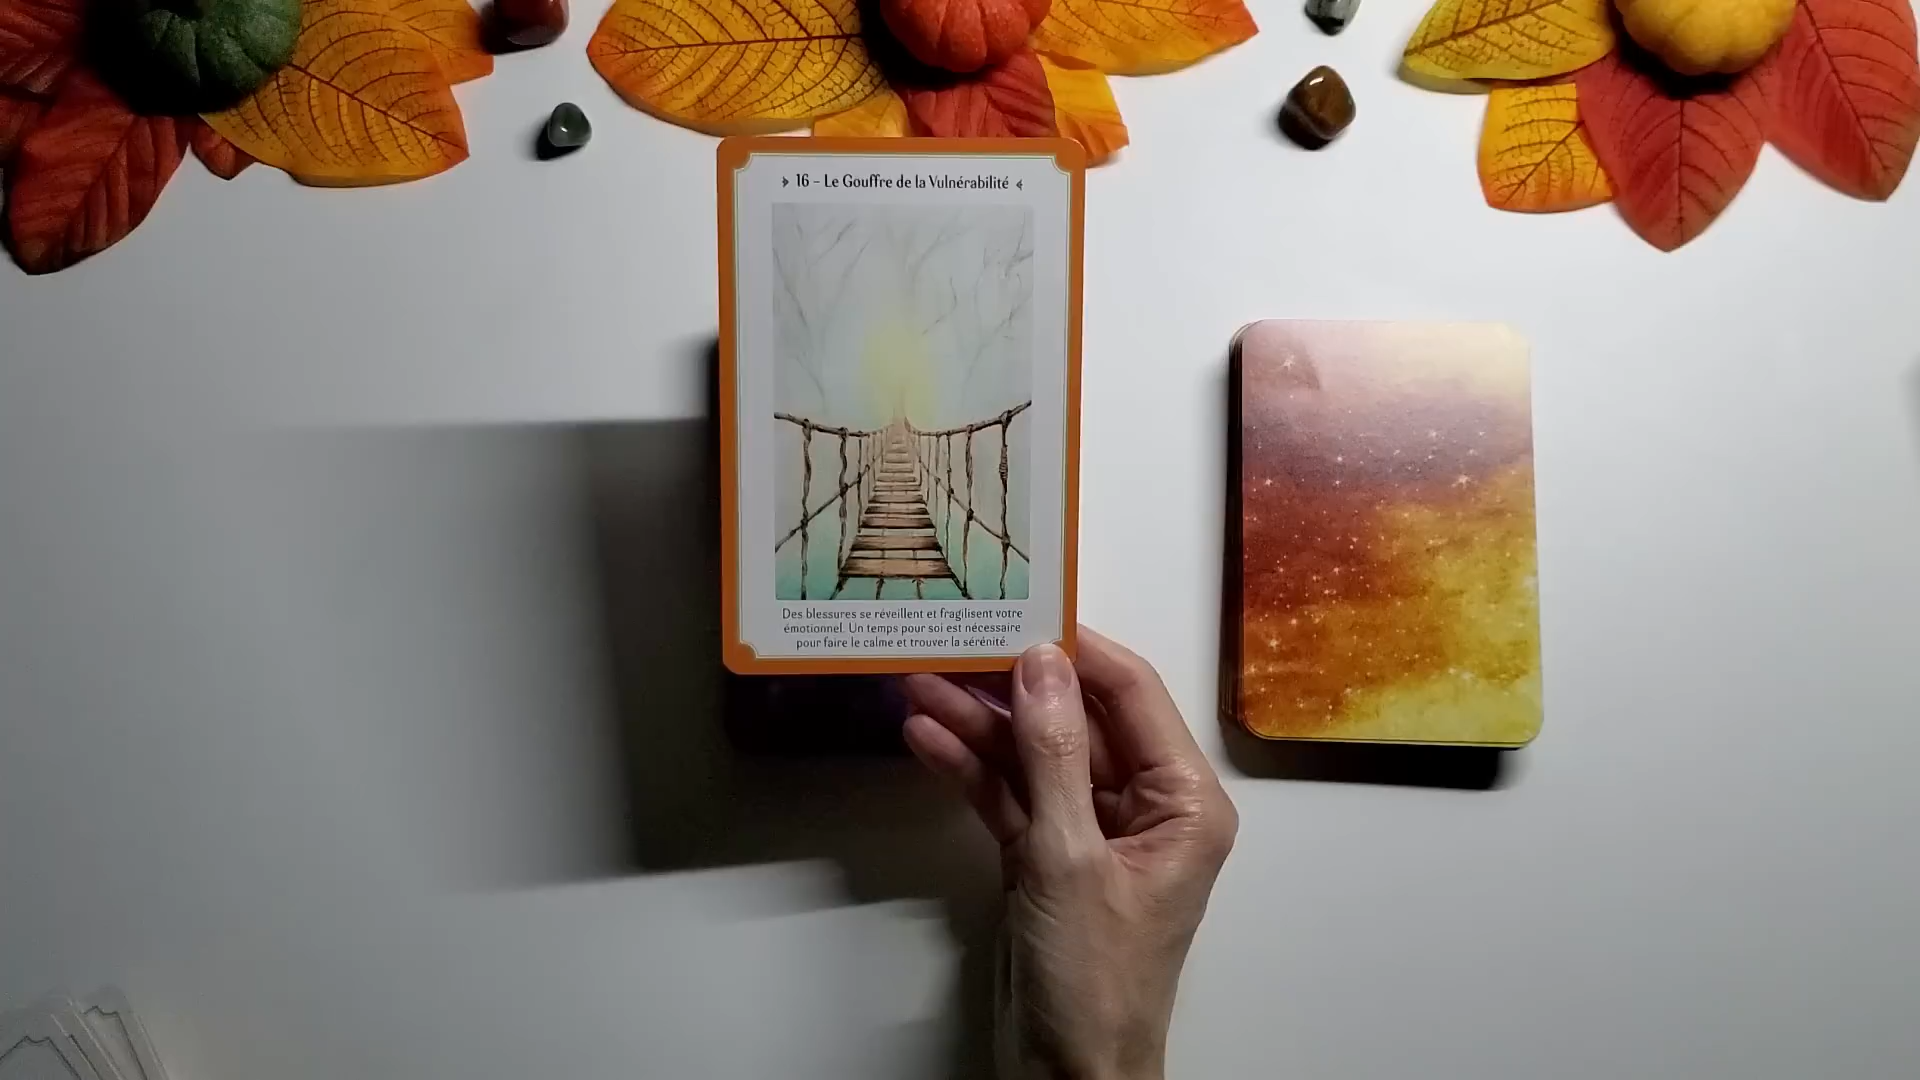 16 – Le Gouffre de la Vulnérabilité
Des blessures se réveillent et fragilisent votre
émotionnel. Un temps pour soi est nécessaire
pour faire le calme et trouver la sérénité.